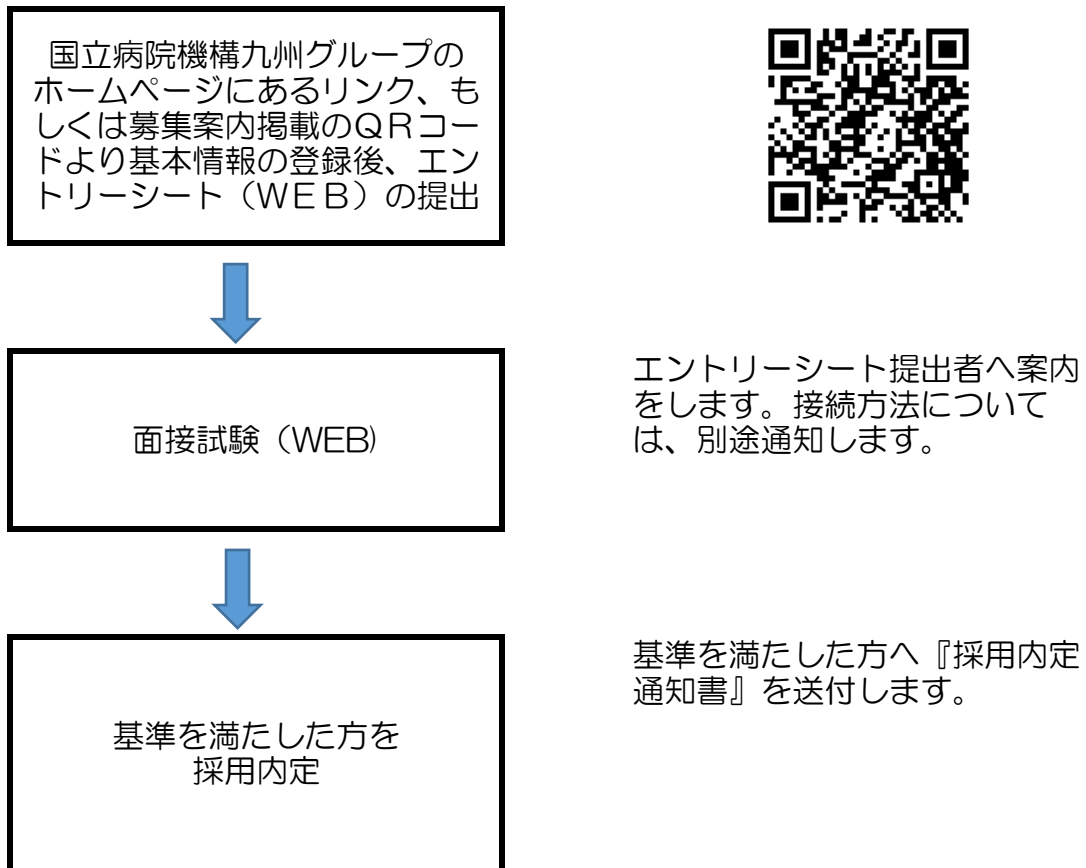 国立病院機構九州グループの
ホームページにあるリンク、も
しくは募集案内掲載のQRコー
ドより基本情報の登録後、エン
トリーシート(WEB)の提出
面接試験(WEB)
エントリーシート提出者へ案内
をします。接続方法について
は、別途通知します。
基準を満たした方を
採用内定
基準を満たした方へ『採用内定
通知書』を送付します。